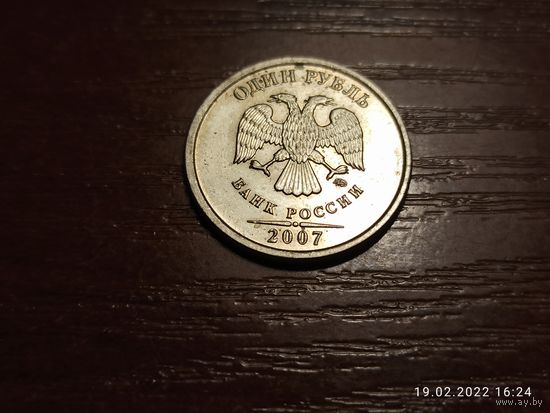 ОДИН РУБЛЬ
БАНК РОССИИ
2007
19.02.2022 16:24
www.ay.by